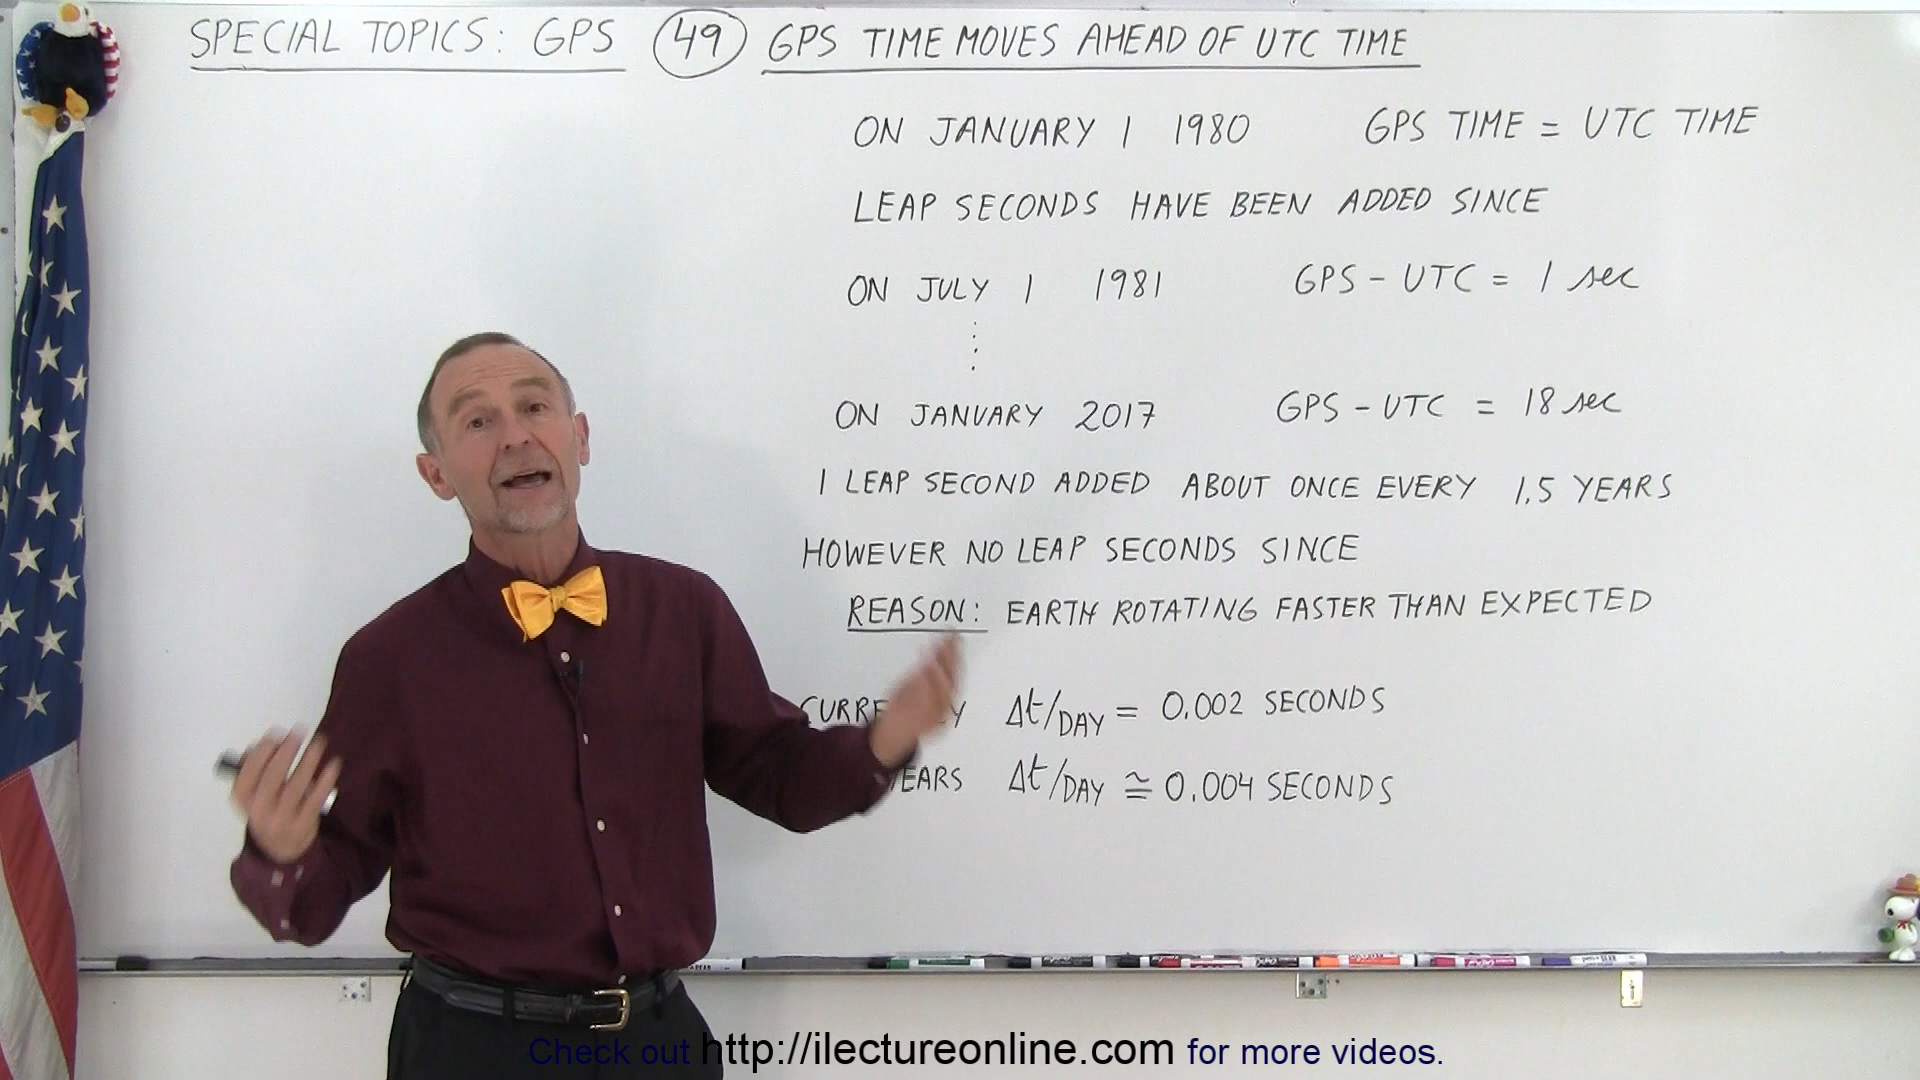 SPECIAL TOPICS: GPS 49 GPS TIME MOVES AHEAD OF UTC TIME
ON JANUARY 1 1980 GPS TIME = UTC TIME
LEAP SECONDS HAVE BEEN ADDED SINCE
ON JULY 1 1981 GPS - UTC = 1 sec
⋮
ON JANUARY 2017 GPS - UTC = 18 sec
1 LEAP SECOND ADDED ABOUT ONCE EVERY 1.5 YEARS
HOWEVER NO LEAP SECONDS SINCE
REASON: EARTH ROTATING FASTER THAN EXPECTED
Δt/DAY = 0.002 SECONDS
Δt/DAY ≅ 0.004 SECONDS
Check out http://ilectureonline.com for more videos.